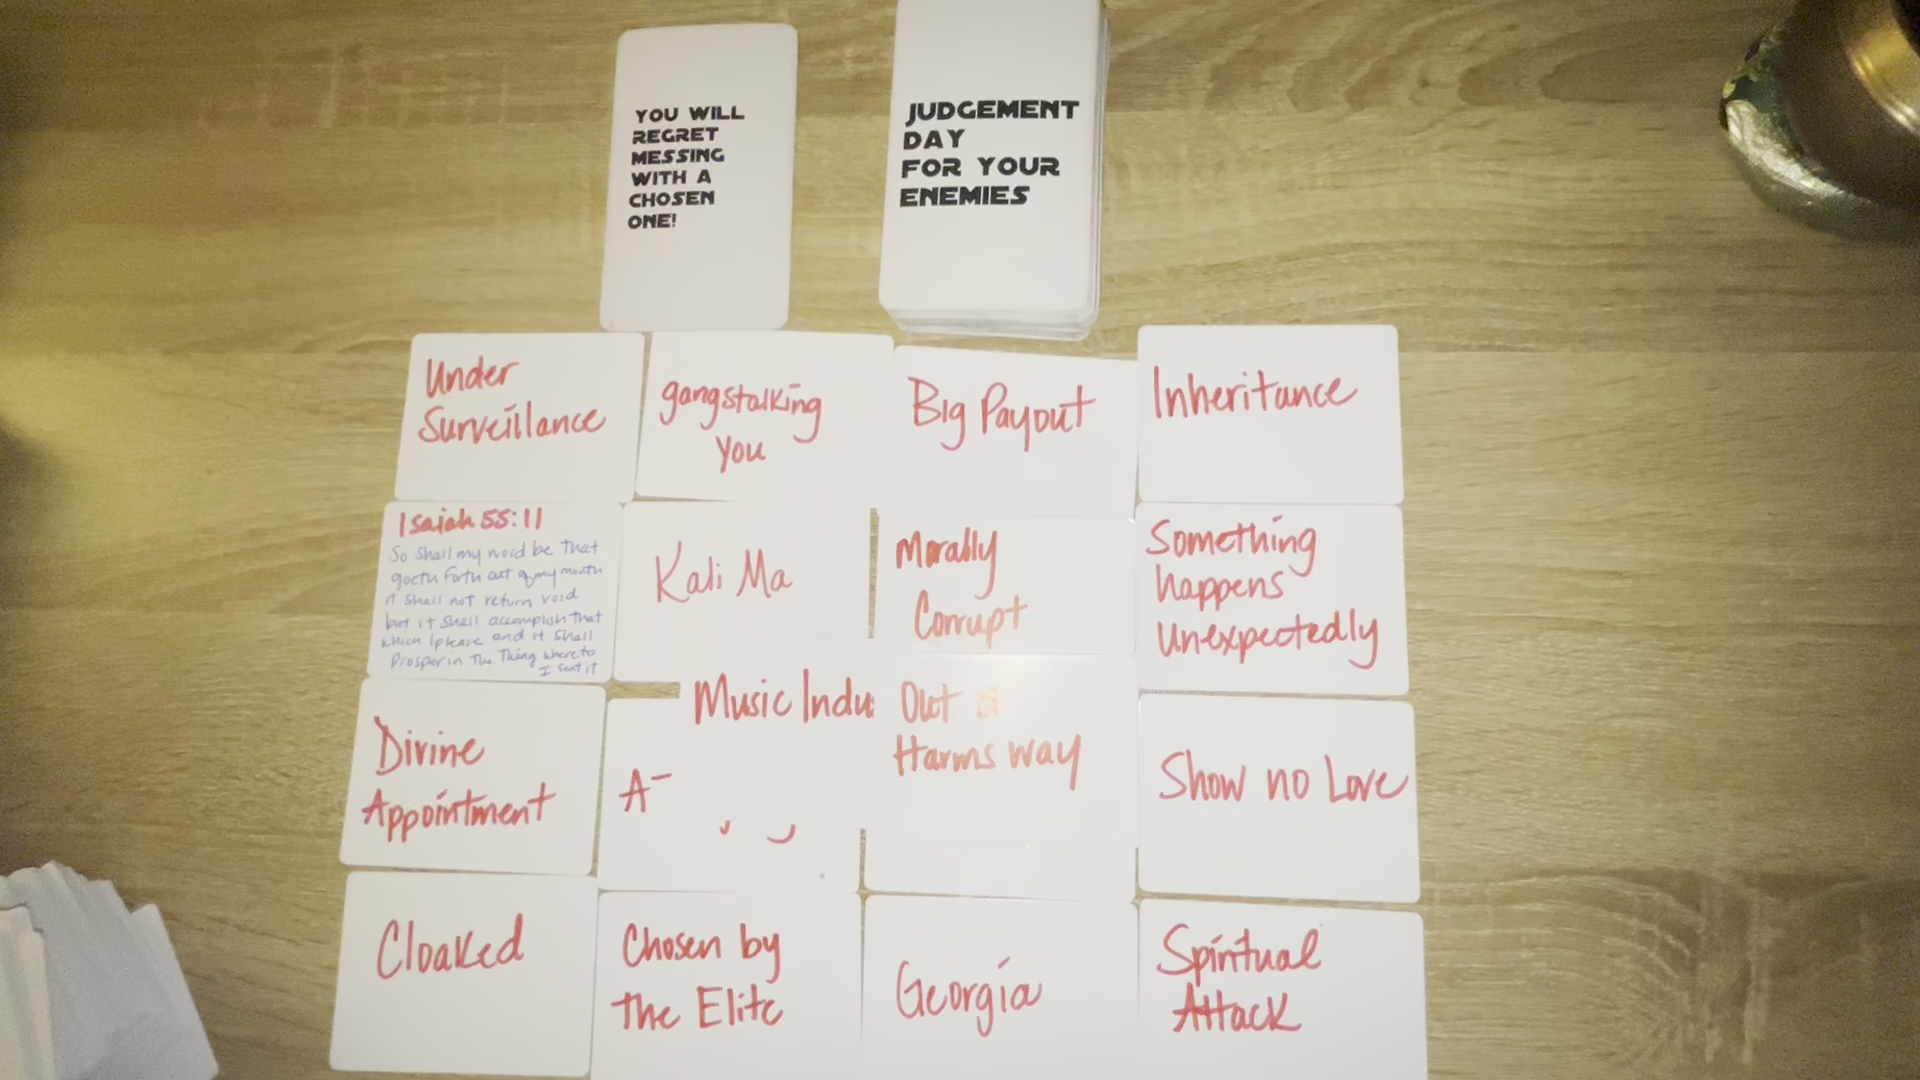 YOU WILL
REGRET
MESSING
WITH A
CHOSEN
ONE!
JUDGEMENT
DAY
FOR YOUR
ENEMIES
Under
Surveillance
gangstalking
You
Big Payout
Inheritance
Isaiah 55:11
So shall my word be that
goeth forth out of my mouth
it shall not return void
but it shall accomplish that
which I please and it shall
Prosper in The Thing whereto
I sent it
Kali Ma
Morally
Corrupt
Something
happens
Unexpectedly
Divine
Appointment
Music Indu
A
Out
Harms way
Show no Love
Cloaked
Chosen by
The Elite
Georgia
Spiritual
Attack